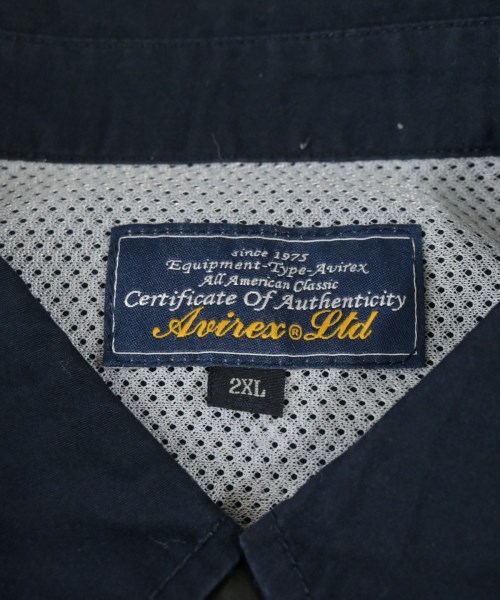 since 1975
Equipment-Type-Avirex
All American Classic
Certificate Of Authenticity
Avirex® Ltd
2XL